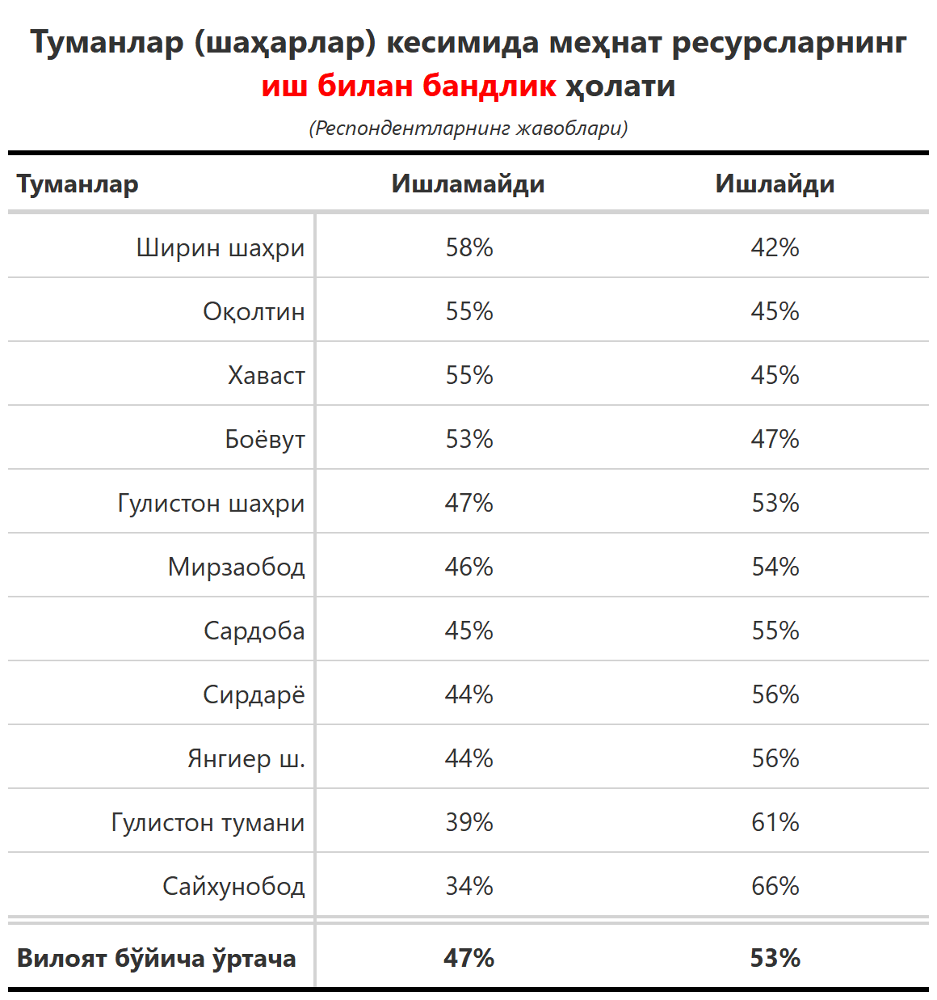 Туманлар (шаҳарлар) кесимида меҳнат ресурсларнинг
иш билан бандлик ҳолати
(Респондентларнинг жавоблари)
Туманлар Ишламайди Ишлайди
Ширин шаҳри 58% 42%
Оқолтин 55% 45%
Хаваст 55% 45%
Боёвут 53% 47%
Гулистон шаҳри 47% 53%
Мирзаобод 46% 54%
Сардоба 45% 55%
Сирдарё 44% 56%
Янгиер ш. 44% 56%
Гулистон тумани 39% 61%
Сайхунобод 34% 66%
Вилоят бўйича ўртача 47% 53%